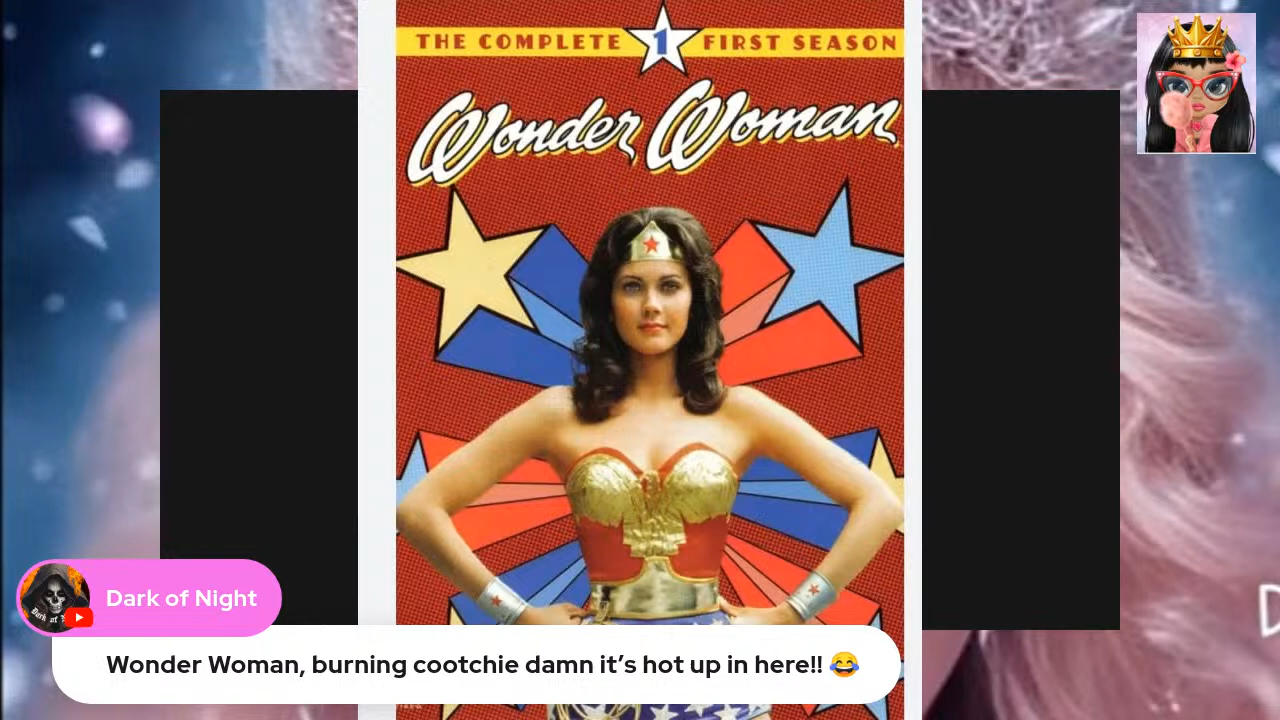 THE COMPLETE 1 FIRST SEASON
Wonder Woman
Dark of Night
Wonder Woman, burning cootchie damn it’s hot up in here!! 😂